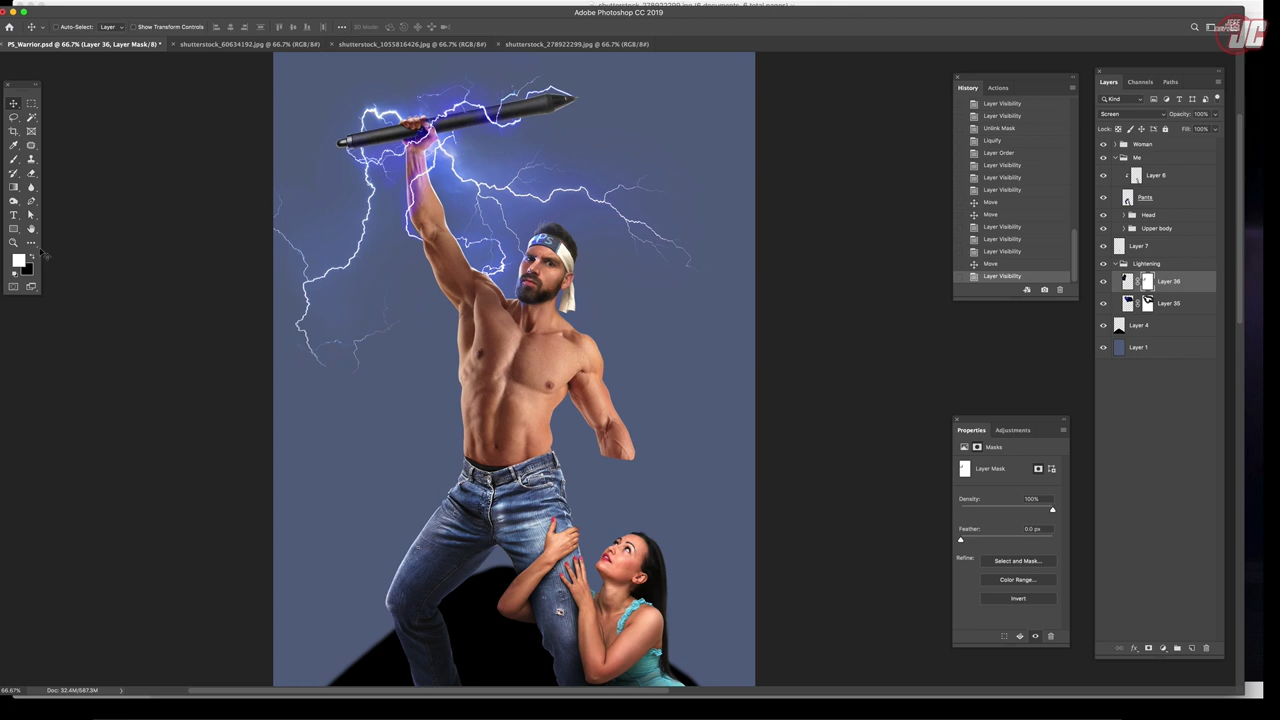 Adobe Photoshop CC 2019
Auto-Select: Layer Show Transform Controls 3D Mode:
PS_Warrior.psd @ 66.7% (Layer 36, Layer Mask/8) * shutterstock_60634192.jpg @ 66.7% (RGB/8#) shutterstock_1055816426.jpg @ 66.7% (RGB/8#) shutterstock_278922299.jpg @ 66.7% (RGB/8#)
JC
History Actions
Layer Visibility
Layer Visibility
Unlink Mask
Liquify
Layer Order
Layer Visibility
Layer Visibility
Layer Visibility
Move
Move
Layer Visibility
Layer Visibility
Layer Visibility
Move
Layer Visibility
Layers Channels Paths
Kind
Screen Opacity: 100%
Lock: Fill: 100%
Woman
Me
Layer 6
Pants
Head
Upper body
Layer 7
Lightening
Layer 36
Layer 35
Layer 4
Layer 1
Properties Adjustments
Masks
Layer Mask
Density: 100%
Feather: 0.0 px
Refine: Select and Mask...
Color Range...
Invert
66.67% Doc: 32.4M/587.3M